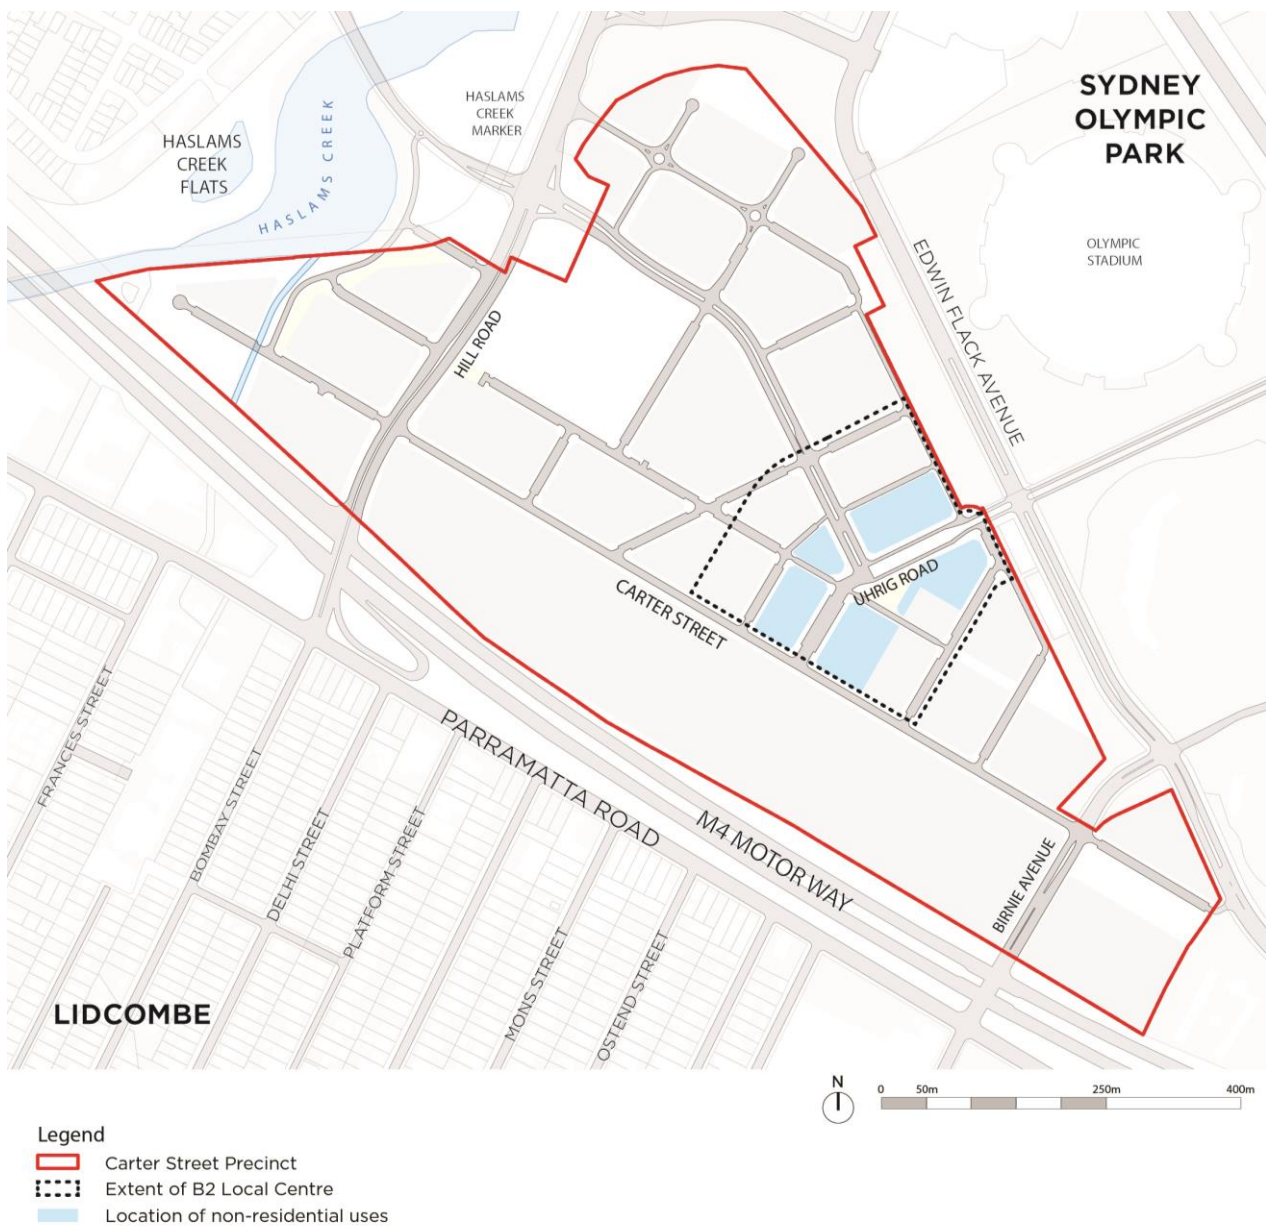 SYDNEY
OLYMPIC
PARK
HASLAMS
CREEK
MARKER
HASLAMS
CREEK
FLATS
HASLAMS CREEK
OLYMPIC
STADIUM
EDWIN FLACK AVENUE
HILL ROAD
UHRIG ROAD
CARTER STREET
PARRAMATTA ROAD
M4 MOTORWAY
BIRNIE AVENUE
FRANCES STREET
BOMBAY STREET
DELHI STREET
PLATFORM STREET
MONS STREET
OSTEND STREET
LIDCOMBE
N
0 50m 250m 400m
Legend
Carter Street Precinct
Extent of B2 Local Centre
Location of non-residential uses